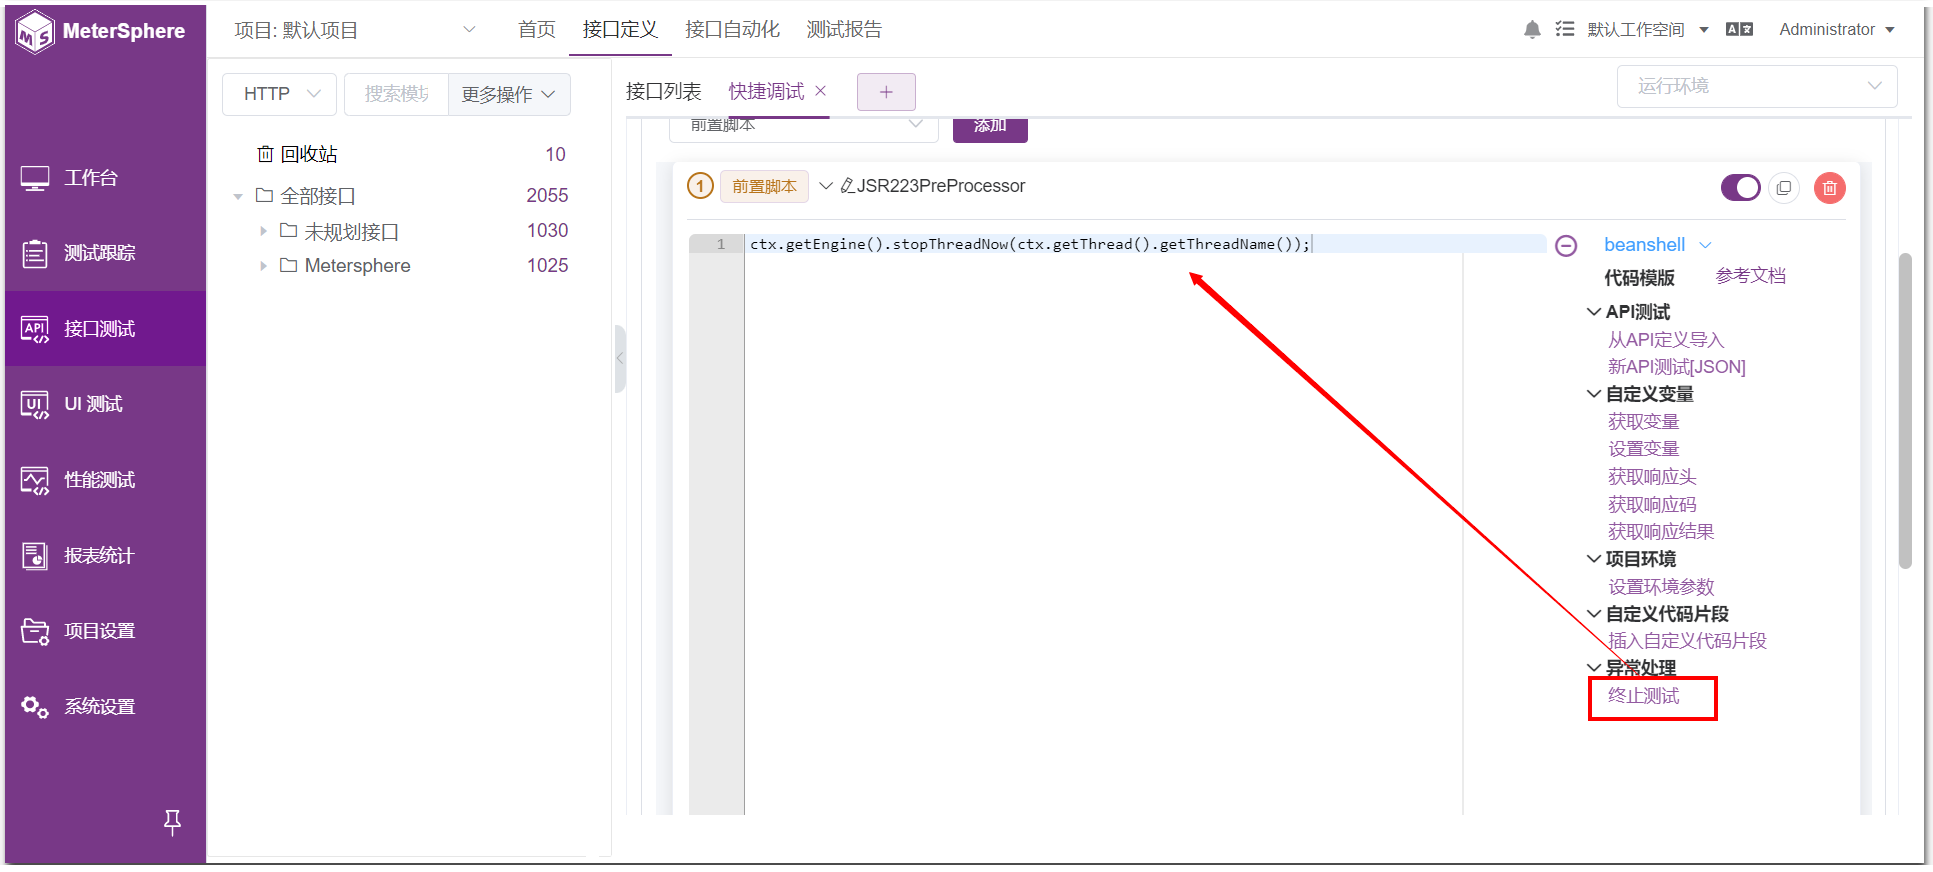 MeterSphere
项目: 默认项目
首页
接口定义
接口自动化
测试报告
默认工作空间
Administrator
工作台
测试跟踪
接口测试
UI 测试
性能测试
报表统计
项目设置
系统设置
HTTP
搜索模块
更多操作
回收站 10
全部接口 2055
未规划接口 1030
Metersphere 1025
接口列表
快捷调试
+
运行环境
前置脚本
添加
1 前置脚本 JSR223PreProcessor
1 ctx.getEngine().stopThreadNow(ctx.getThread().getThreadName());
beanshell
代码模版 参考文档
API测试
从API定义导入
新API测试[JSON]
自定义变量
获取变量
设置变量
获取响应头
获取响应码
获取响应结果
项目环境
设置环境参数
自定义代码片段
插入自定义代码片段
异常处理
终止测试